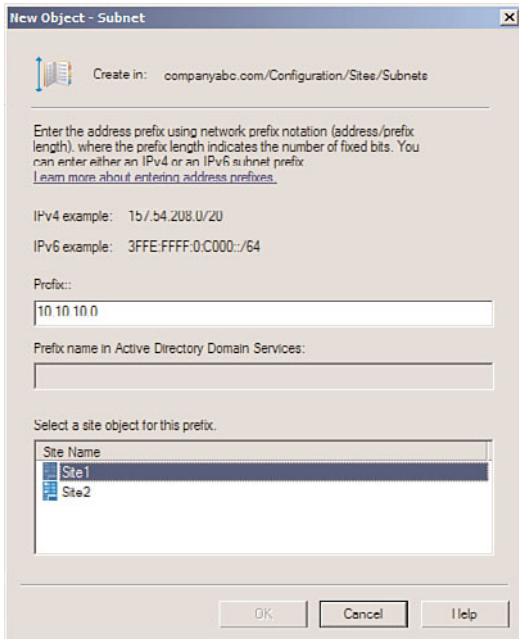 New Object - Subnet
Create in: companyabc.com/Configuration/Sites/Subnets
Enter the address prefix using network prefix notation (address/prefix
length), where the prefix length indicates the number of fixed bits. You
can enter either an IPv4 or an IPv6 subnet prefix.
Learn more about entering address prefixes.
IPv4 example: 157.54.208.0/20
IPv6 example: 3FFE:FFFF:0:C000::/64
Prefix::
10.10.10.0
Prefix name in Active Directory Domain Services:
Select a site object for this prefix.
Site Name
Site1
Site2
OK Cancel Help